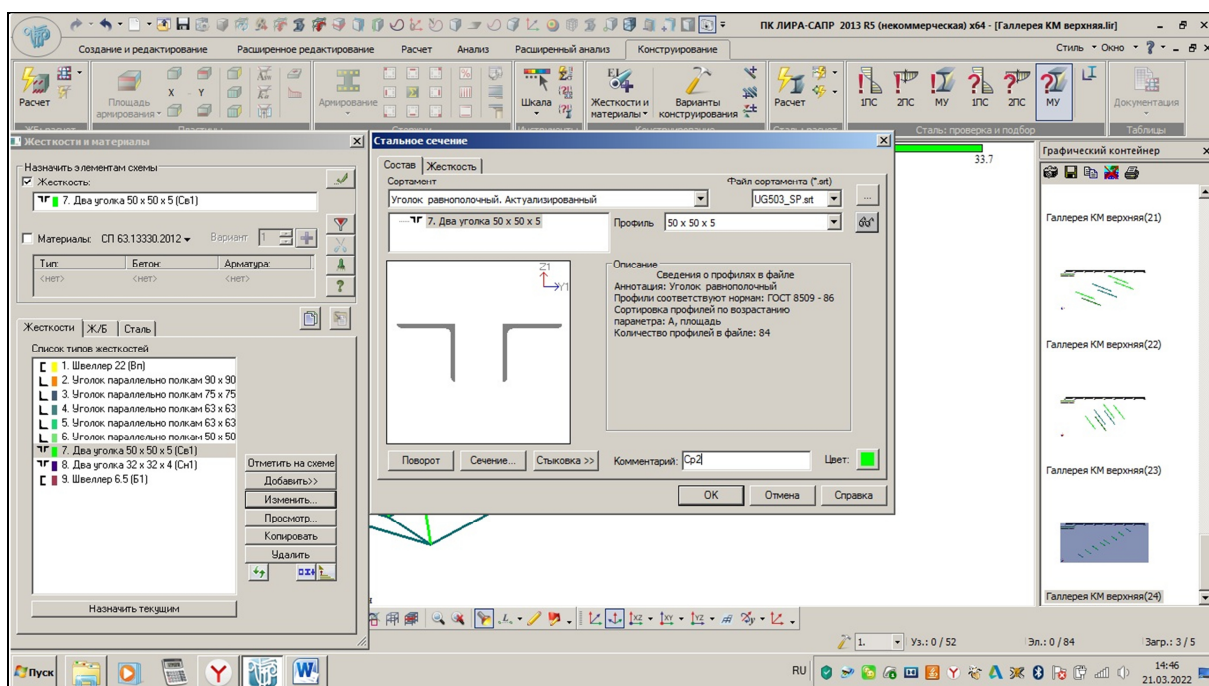 ПК ЛИРА-САПР 2013 R5 (некоммерческая) x64 - [Галлерея КМ верхняя.lir]
Создание и редактирование Расширенное редактирование Расчет Анализ Расширенный анализ Конструирование Стиль Окно ?
Расчет
Площадь армирования
X Y
Армирование
Шкала
Жесткости и материалы
Варианты конструирования
Расчет
1ПС 2ПС МУ 1ПС 2ПС МУ
Документация
Сталь: проверка и подбор
Таблицы
Жесткости и материалы
Назначить элементам схемы
Жесткость:
7. Два уголка 50 x 50 x 5 (Св1)
Материалы: СП 63.13330.2012 Вариант 1
Тип: Бетон: Арматура:
<нет> <нет> <нет>
Жесткости Ж/Б Сталь
Список типов жесткостей
1. Швеллер 22 (Вп)
2. Уголок параллельно полкам 90 x 90
3. Уголок параллельно полкам 75 x 75
4. Уголок параллельно полкам 63 x 63
5. Уголок параллельно полкам 63 x 63
6. Уголок параллельно полкам 50 x 50
7. Два уголка 50 x 50 x 5 (Св1)
8. Два уголка 32 x 32 x 4 (Сн1)
9. Швеллер 6.5 (Б1)
Отметить на схеме
Добавить>>
Изменить...
Просмотр...
Копировать
Удалить
Назначить текущим
Стальное сечение
Состав Жесткость
Сортамент Файл сортамента (*.srt)
Уголок равнополочный. Актуализированный UG503_SP.srt ...
7. Два уголка 50 x 50 x 5
Профиль 50 x 50 x 5
Z1
Y1
Описание
Сведения о профилях в файле
Аннотация: Уголок равнополочный
Профили соответствуют нормам: ГОСТ 8509 - 86
Сортировка профилей по возрастанию
параметра: A, площадь
Количество профилей в файле: 84
Поворот Сечение... Стыковка >> Комментарий: Ср2 Цвет:
OK Отмена Справка
33.7
Графический контейнер
Галлерея КМ верхняя(21)
Галлерея КМ верхняя(22)
Галлерея КМ верхняя(23)
Галлерея КМ верхняя(24)
1. Уз.: 0 / 52 Эл.: 0 / 84 Загр.: 3 / 5
Пуск
RU
14:46
21.03.2022